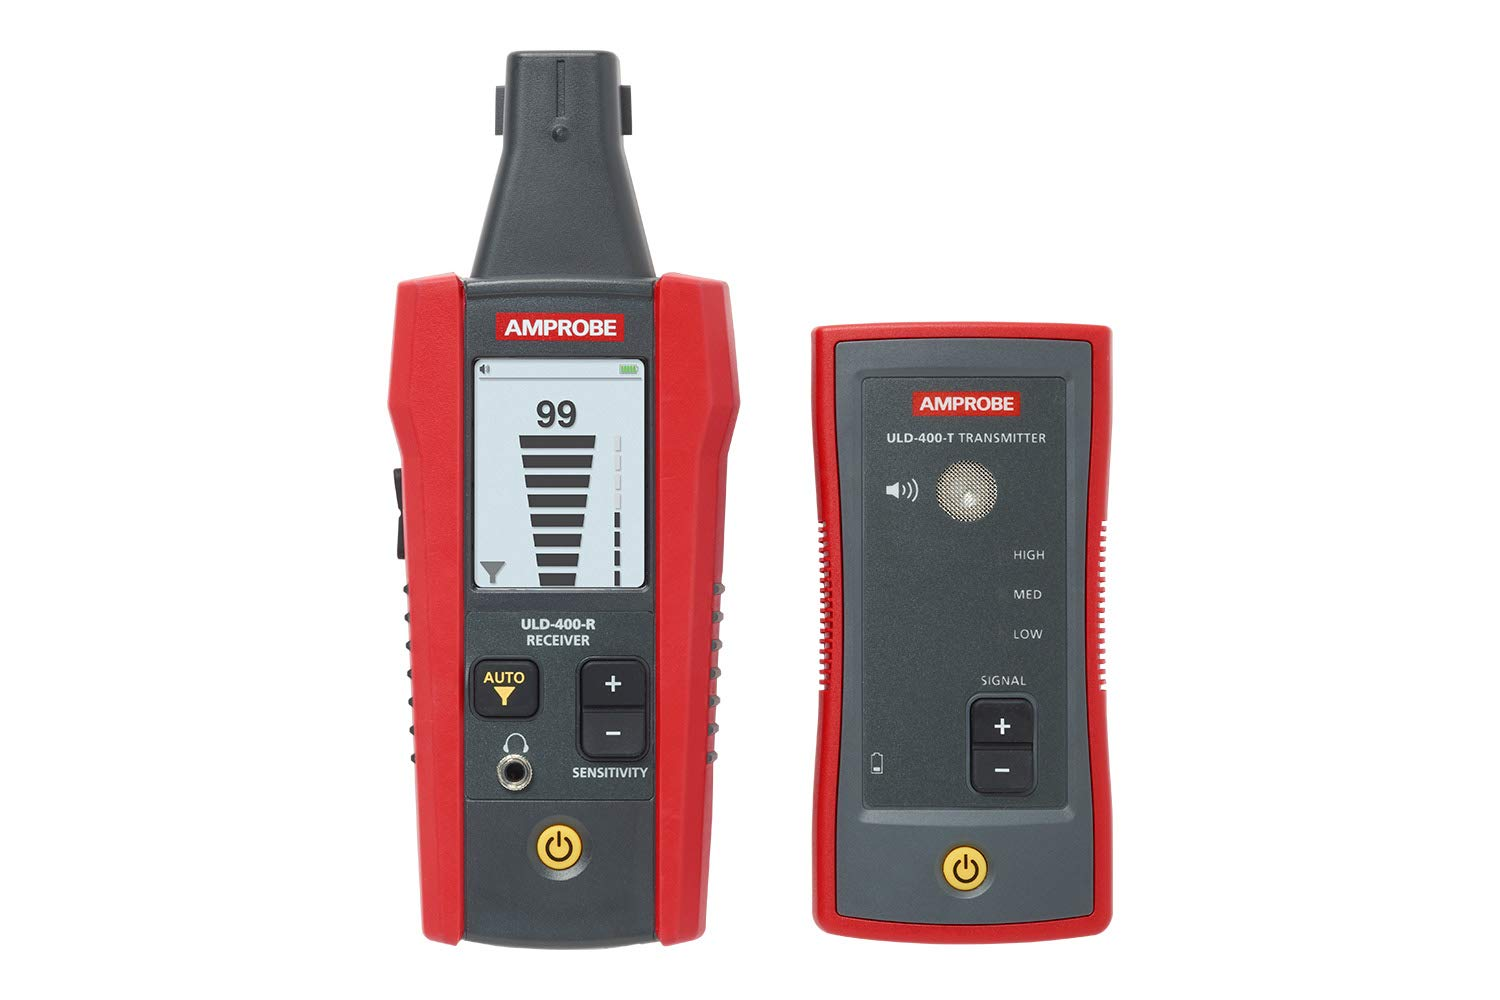 AMPROBE
99
ULD-400-R
RECEIVER
AUTO
+
−
SENSITIVITY
AMPROBE
ULD-400-T TRANSMITTER
HIGH
MED
LOW
SIGNAL
+
−